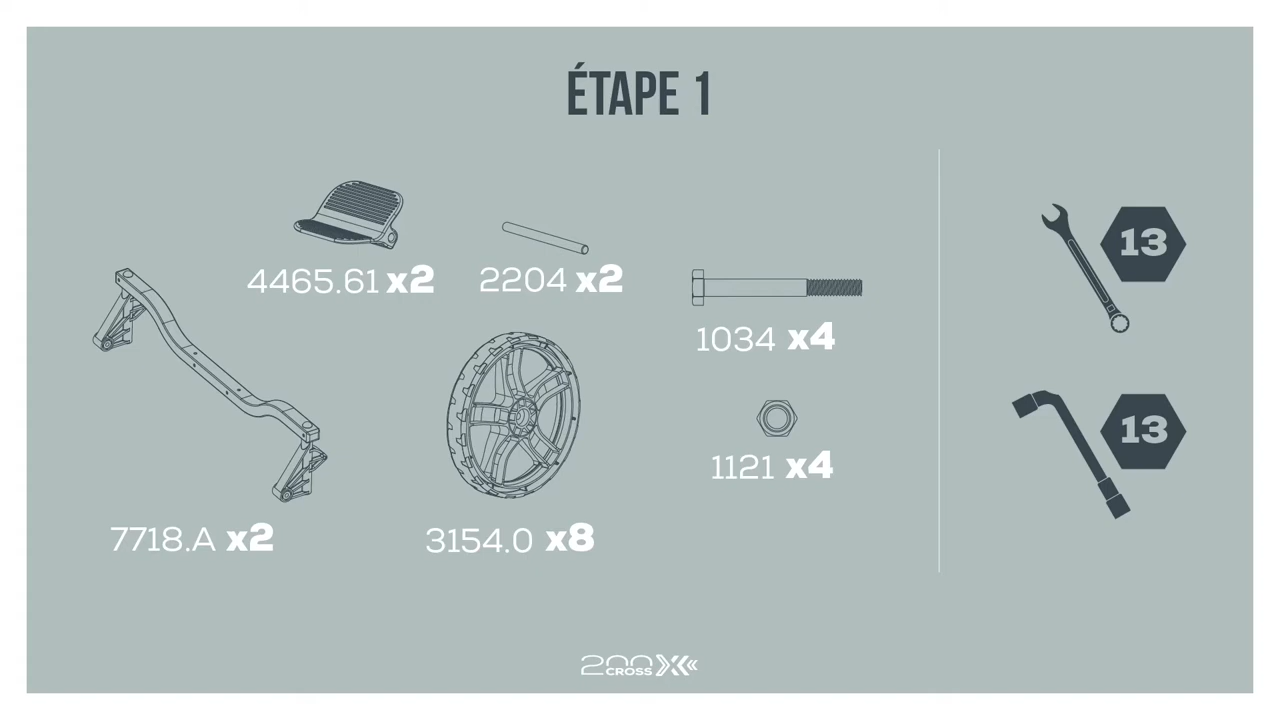 ÉTAPE 1
4465.61 x2
2204 x2
1034 x4
1121 x4
7718.A x2
3154.0 x8
13
13
200
CROSS